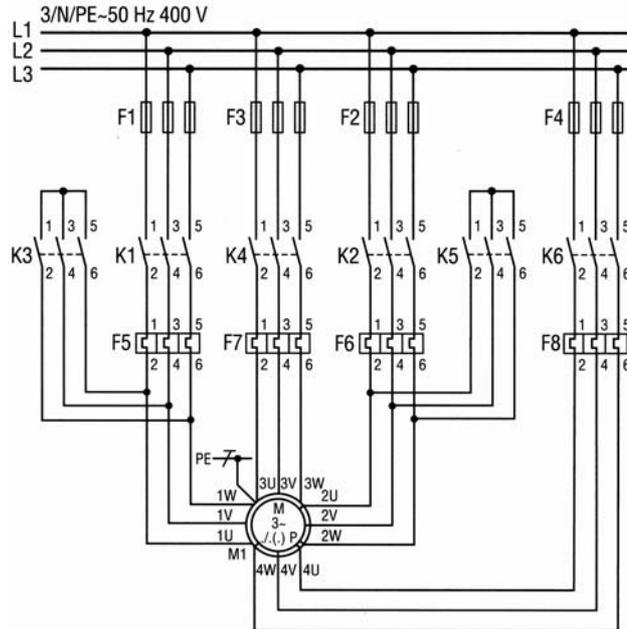 3/N/PE~50 Hz 400 V
L1
L2
L3
F1 F3 F2 F4
1 3 5 1 3 5 1 3 5 1 3 5 1 3 5 1 3 5
K3 K1 K4 K2 K5 K6
2 4 6 2 4 6 2 4 6 2 4 6 2 4 6 2 4 6
1 3 5 1 3 5 1 3 5 1 3 5
F5 F7 F6 F8
2 4 6 2 4 6 2 4 6 2 4 6
PE
3U 3V 3W
1W M 2U
1V 3~ 2V
1U ./.(.) P 2W
M1
4W 4V 4U